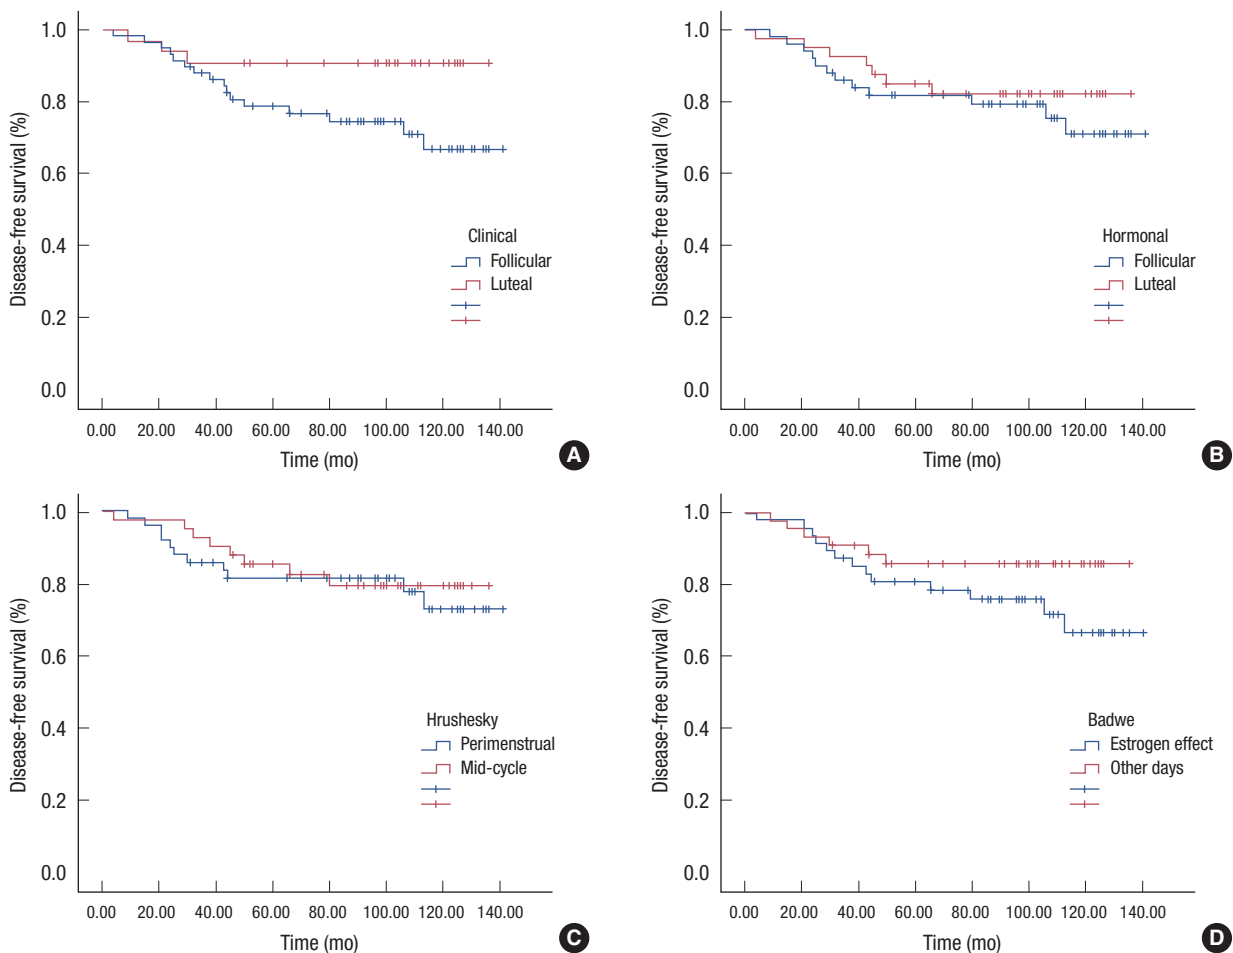 Disease-free survival (%)
1.0
0.8
0.6
0.4
0.2
0.0
Clinical
Follicular
Luteal
0.00 20.00 40.00 60.00 80.00 100.00 120.00 140.00
Time (mo)
A
Disease-free survival (%)
1.0
0.8
0.6
0.4
0.2
0.0
Hormonal
Follicular
Luteal
0.00 20.00 40.00 60.00 80.00 100.00 120.00 140.00
Time (mo)
B
Disease-free survival (%)
1.0
0.8
0.6
0.4
0.2
0.0
Hrushesky
Perimenstrual
Mid-cycle
0.00 20.00 40.00 60.00 80.00 100.00 120.00 140.00
Time (mo)
C
Disease-free survival (%)
1.0
0.8
0.6
0.4
0.2
0.0
Badwe
Estrogen effect
Other days
0.00 20.00 40.00 60.00 80.00 100.00 120.00 140.00
Time (mo)
D